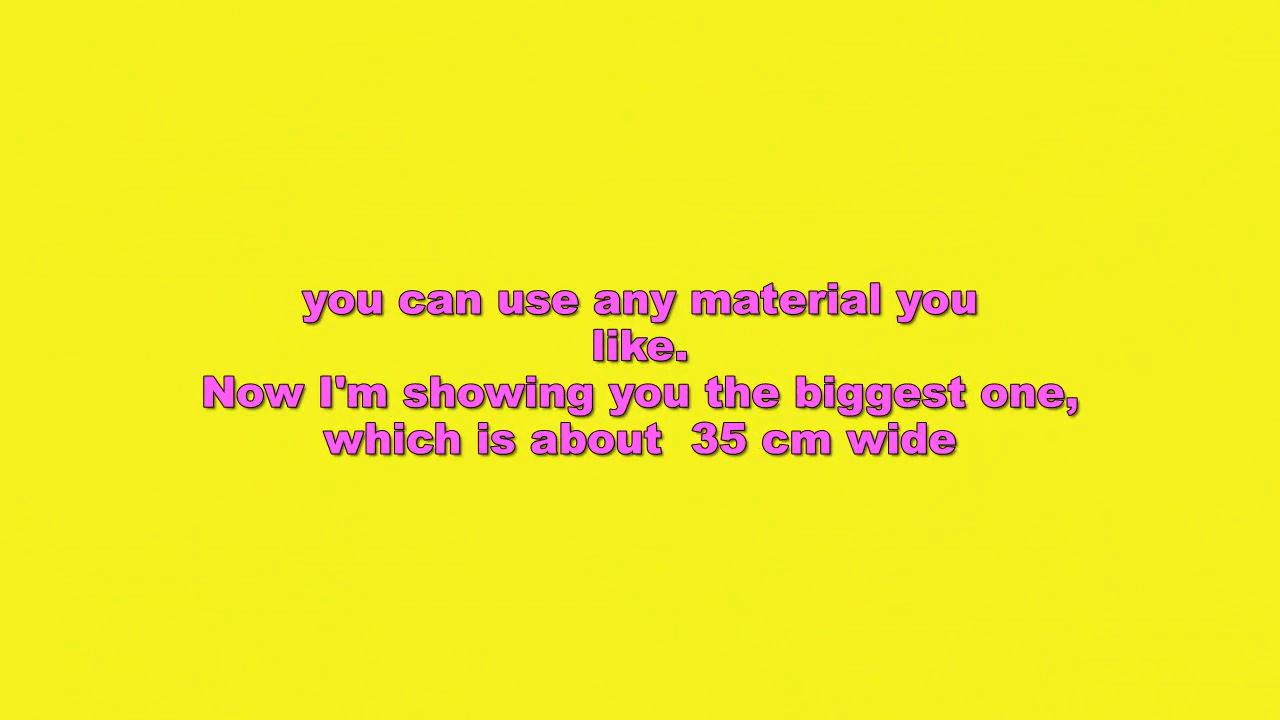 you can use any material you
like.
Now I'm showing you the biggest one,
which is about  35 cm wide